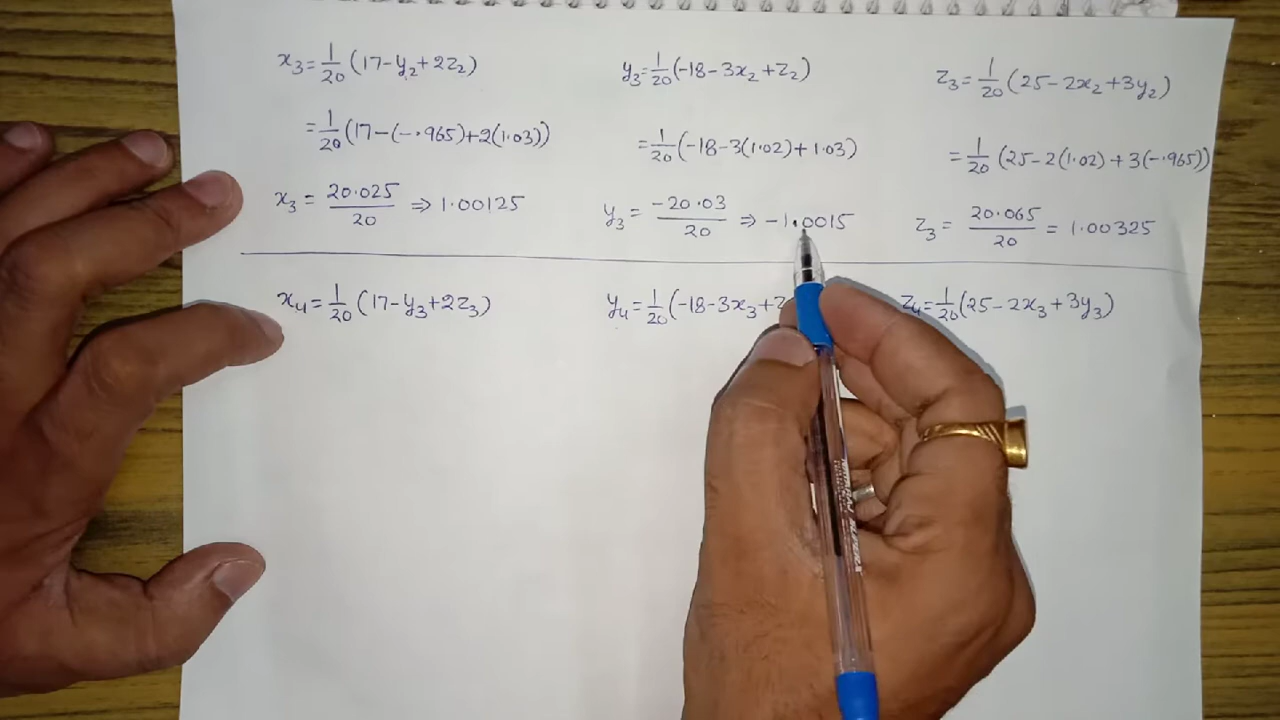 x₃ = 1/20 (17 - y₂ + 2z₂)
= 1/20 (17 - (-.965) + 2(1.03))
x₃ = 20.025/20 ⇒ 1.00125
y₃ = 1/20 (-18 - 3x₂ + z₂)
= 1/20 (-18 - 3(1.02) + 1.03)
y₃ = -20.03/20 ⇒ -1.0015
z₃ = 1/20 (25 - 2x₂ + 3y₂)
= 1/20 (25 - 2(1.02) + 3(-.965))
z₃ = 20.065/20 = 1.00325
x₄ = 1/20 (17 - y₃ + 2z₃)
y₄ = 1/20 (-18 - 3x₃ +
z₄ = 1/20 (25 - 2x₃ + 3y₃)